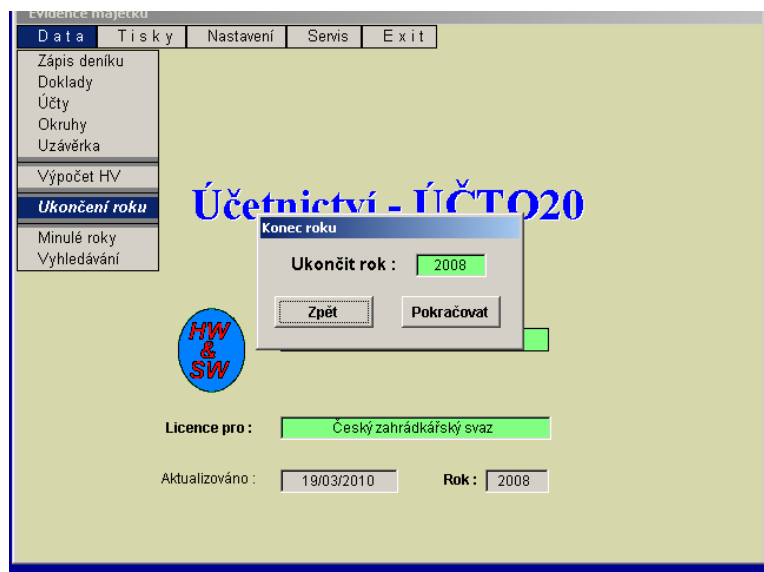 Evidence majetku
Data Tisky Nastavení Servis Exit
Zápis deníku
Doklady
Účty
Okruhy
Uzávěrka
Výpočet HV
Ukončení roku
Minulé roky
Vyhledávání
Účetnictví - ÚČTO20
Konec roku
Ukončit rok : 2008
Zpět Pokračovat
HW
&
SW
Licence pro : Český zahrádkářský svaz
Aktualizováno : 19/03/2010 Rok : 2008